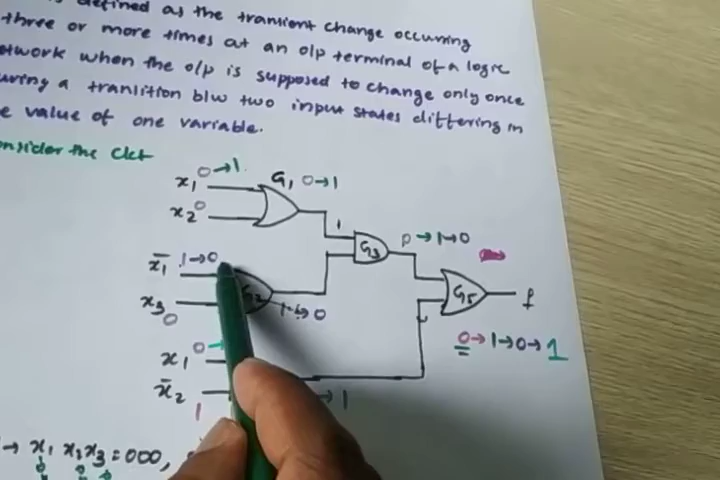 defined as the transient change occurring
three or more times at an o/p terminal of a logic
network when the o/p is supposed to change only once
during a tranlition b/w two input states differing in
value of one variable.
Consider the ckt
x₁ 0→1 G₁ 0→1
x₂ 0
1
G₃ 0→1→0
x̄₁ 1→0
x₃ 0
G₂ 1→0
G₅ f
0→1→0→1
x₁ 0→
x̄₂ 1
→1
→ x₁ x₂ x₃ = 000,